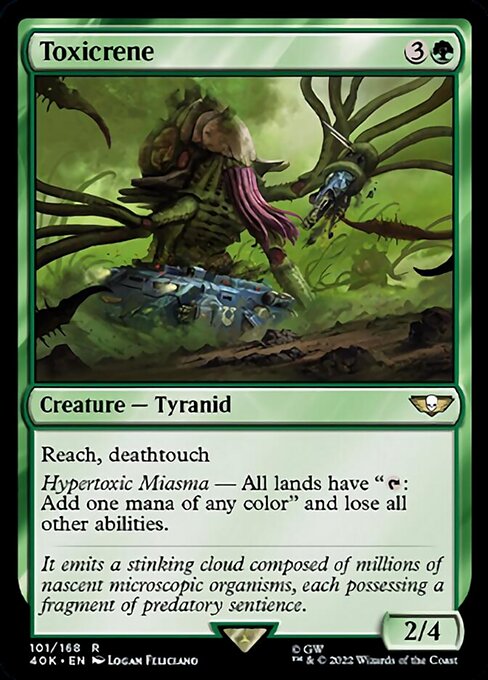 Toxicrene 3
Creature — Tyranid
Reach, deathtouch
Hypertoxic Miasma — All lands have “: Add one mana of any color” and lose all other abilities.
It emits a stinking cloud composed of millions of
nascent microscopic organisms, each possessing a
fragment of predatory sentience.
2/4
101/168 R
40K • EN Logan Feliciano
© GW
™ & © 2022 Wizards of the Coast